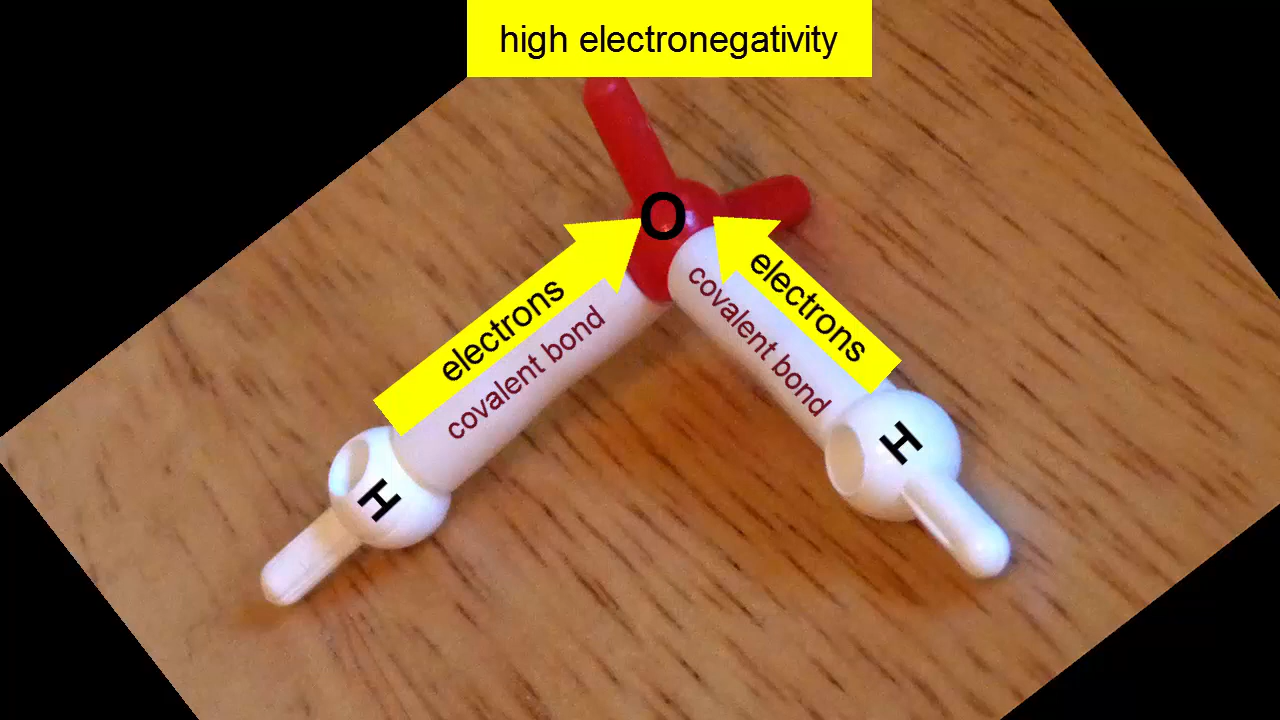 high electronegativity
O
electrons
covalent bond
electrons
covalent bond
H
H